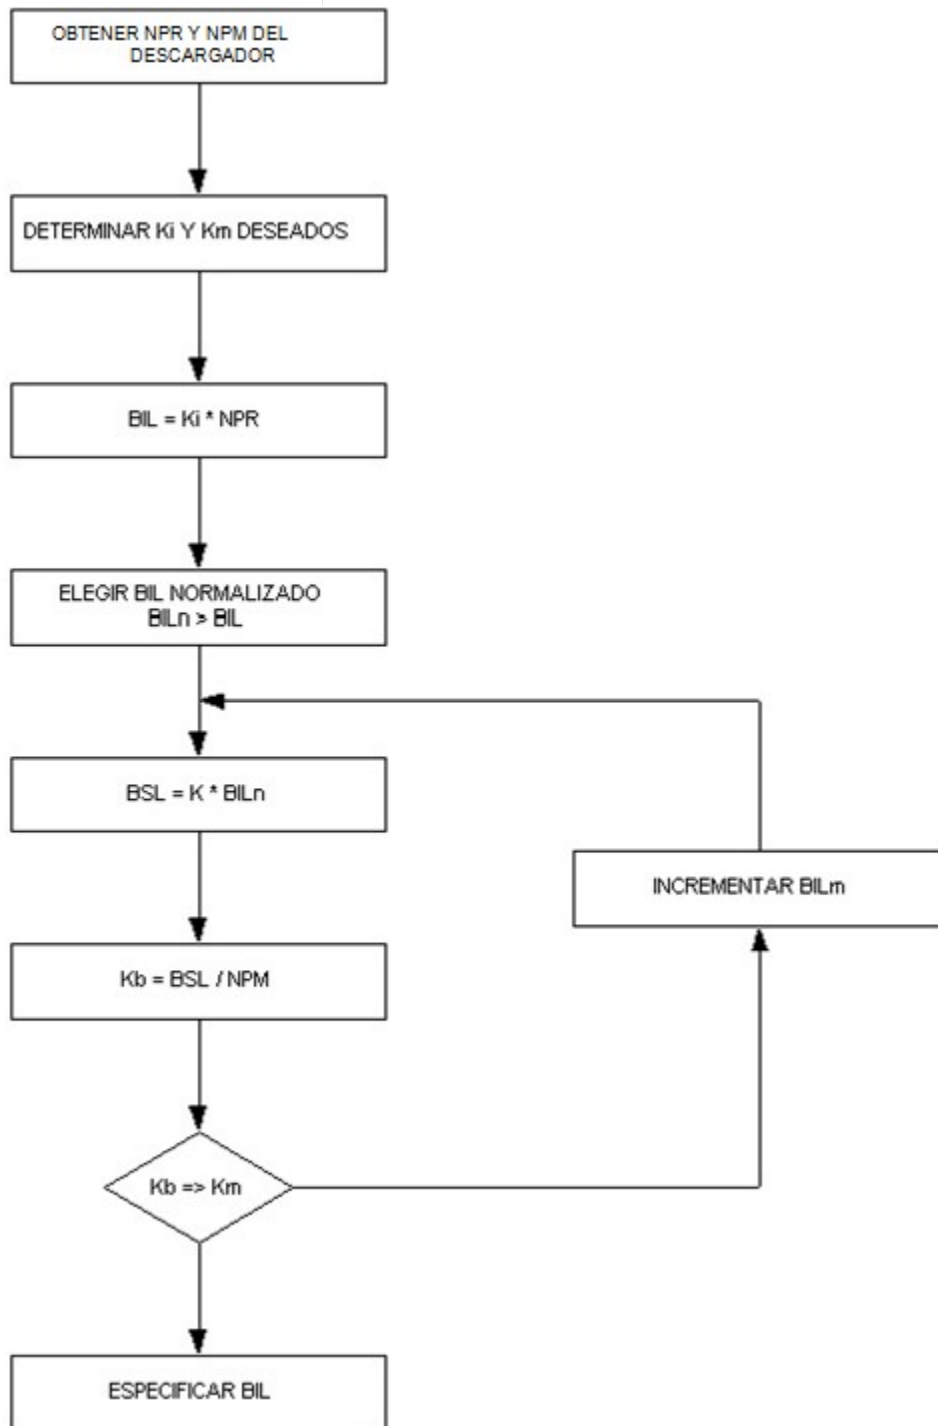 OBTENER NPR Y NPM DEL
DESCARGADOR
DETERMINAR Ki Y Km DESEADOS
BIL = Ki * NPR
ELEGIR BIL NORMALIZADO
BILn > BIL
BSL = K * BILn
INCREMENTAR BILm
Kb = BSL / NPM
Kb => Km
ESPECIFICAR BIL